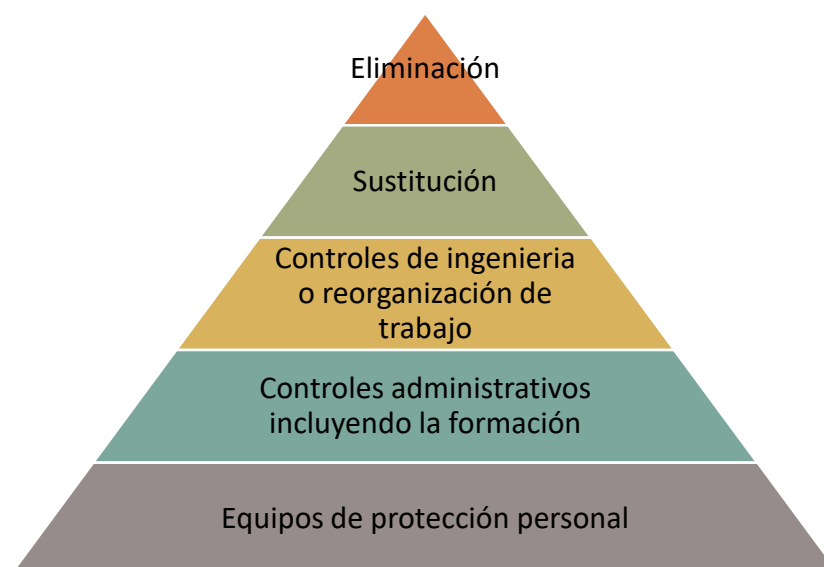 Eliminación
Sustitución
Controles de ingenieria
o reorganización de
trabajo
Controles administrativos
incluyendo la formación
Equipos de protección personal